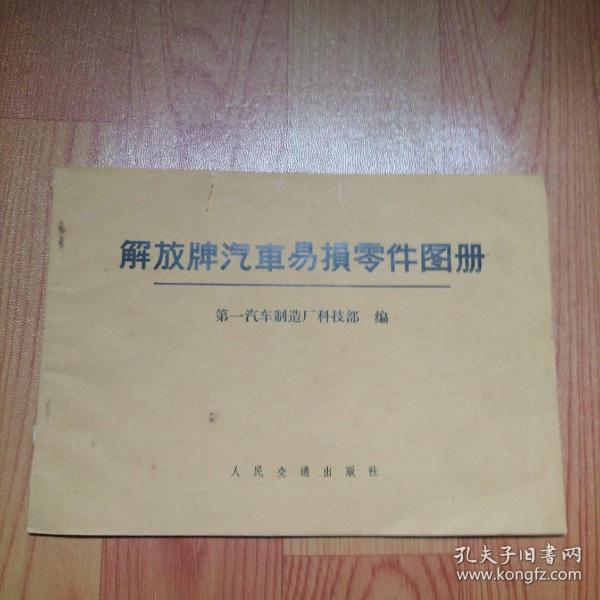 解放牌汽車易損零件图册
第一汽车制造厂科技部 编
人民交通出版社
孔夫子旧书网
www.kongfz.com